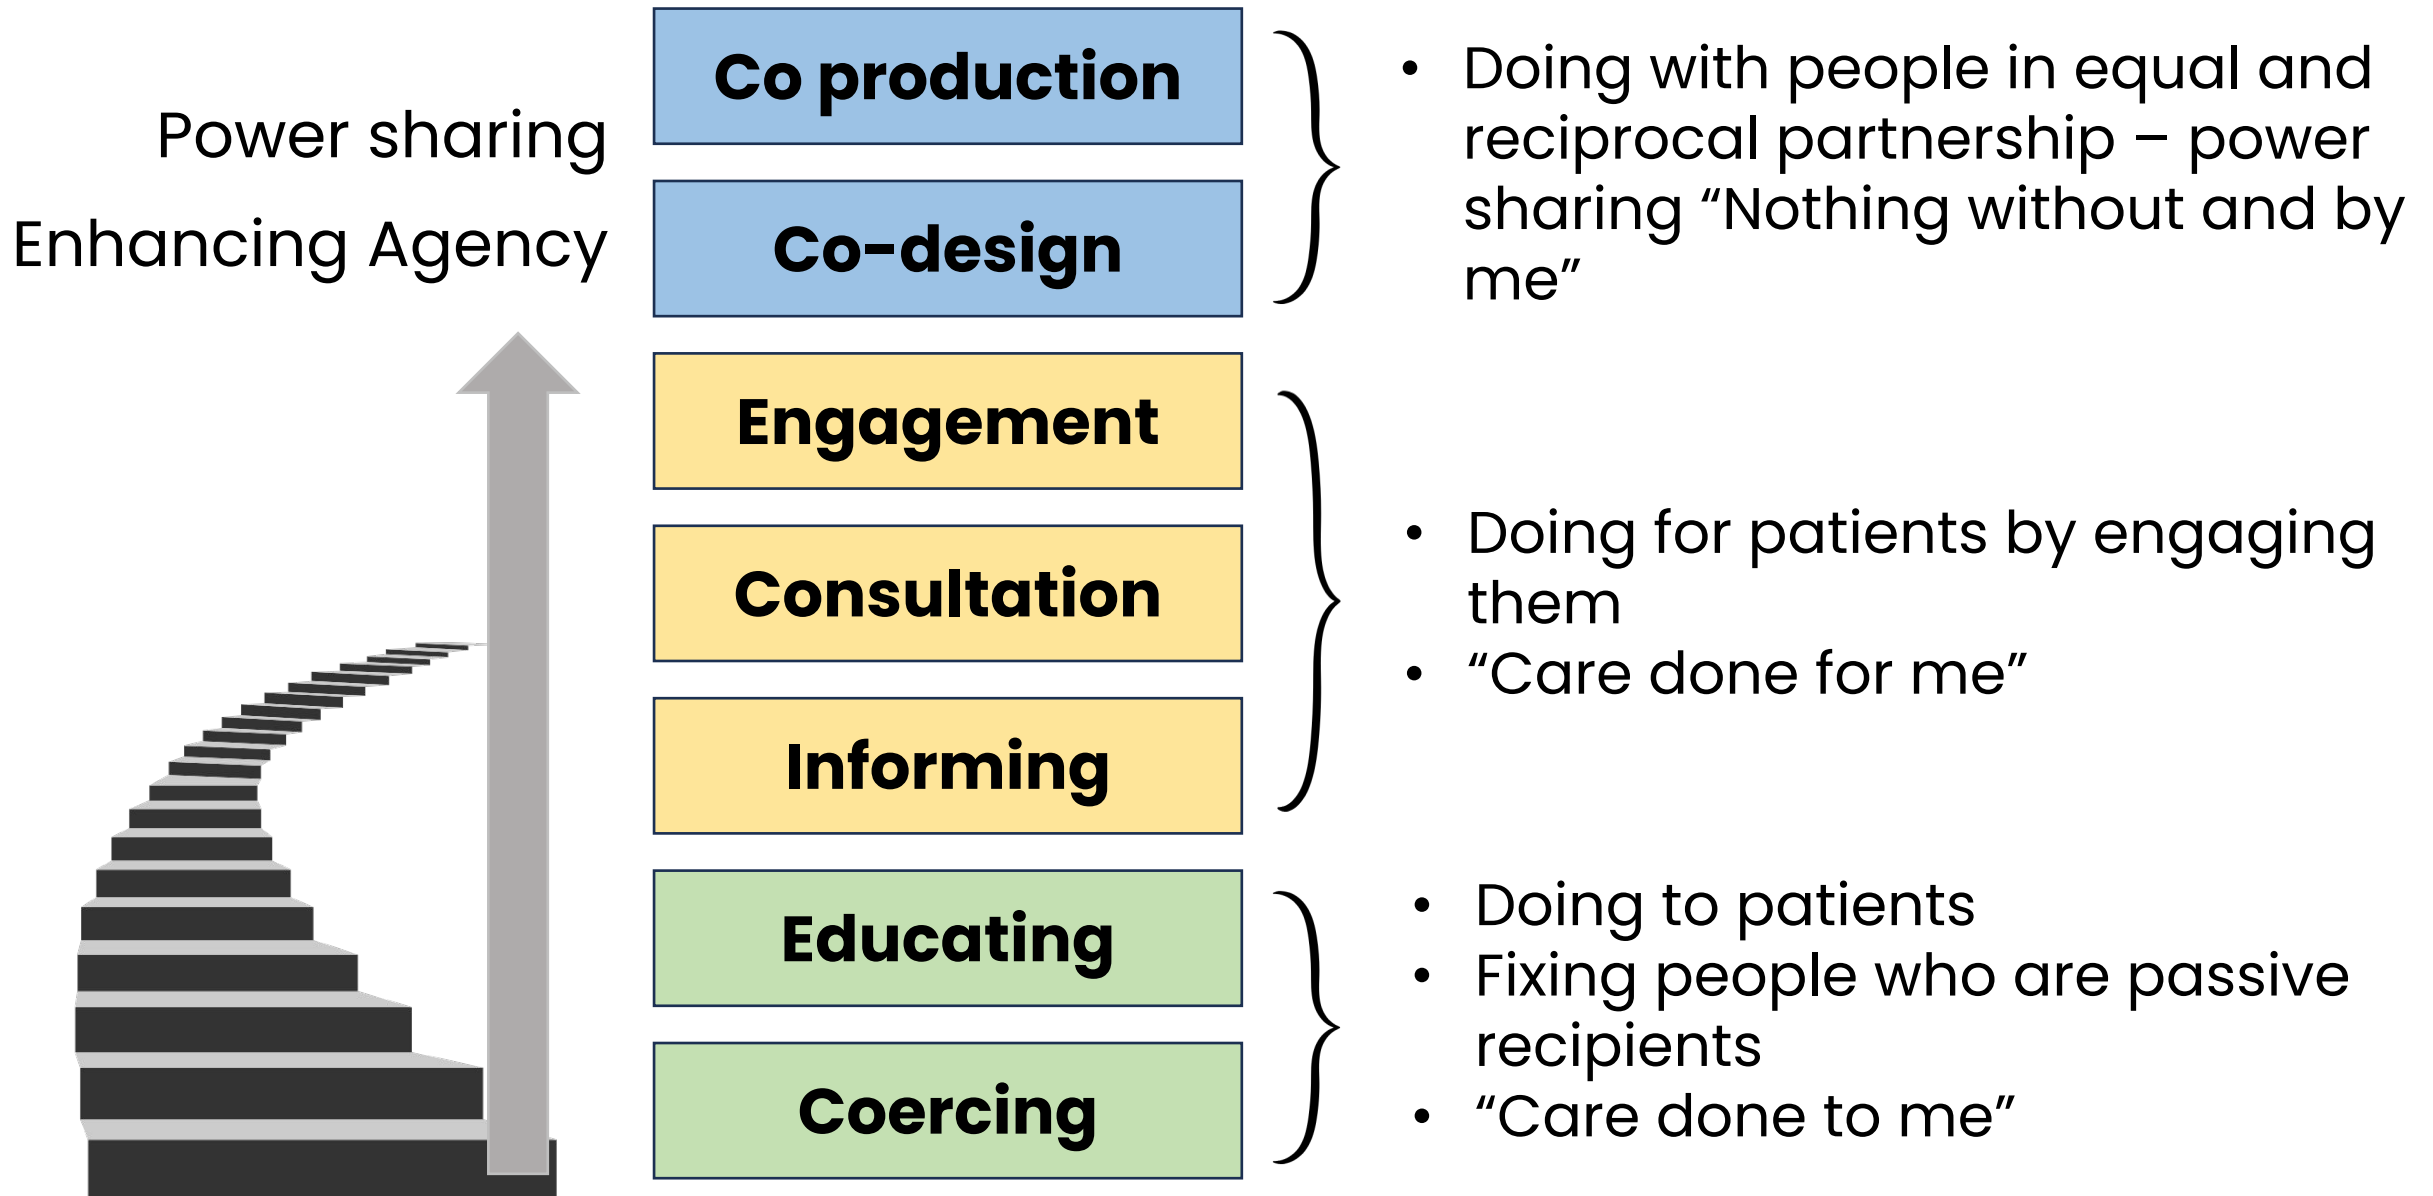 Power sharing
Enhancing Agency
Co production
Co-design
Engagement
Consultation
Informing
Educating
Coercing
• Doing with people in equal and
reciprocal partnership – power
sharing “Nothing without and by
me”
• Doing for patients by engaging
them
• “Care done for me”
• Doing to patients
• Fixing people who are passive
recipients
• “Care done to me”